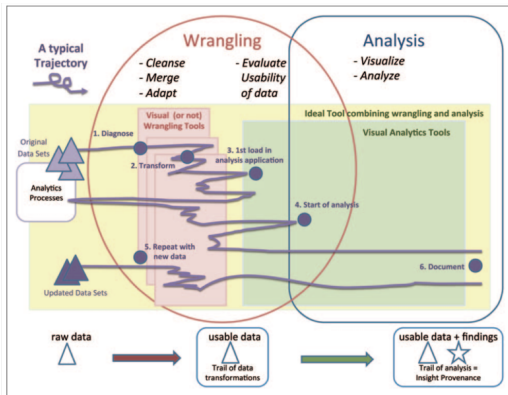 Wrangling
Analysis
A typical
Trajectory
- Cleanse
- Merge
- Adapt
- Evaluate
Usability
of data
- Visualize
- Analyze
Ideal Tool combining wrangling and analysis
Visual (or not)
Wrangling Tools
Visual Analytics Tools
Original
Data Sets
1. Diagnose
2. Transform
3. 1st load in
analysis application
Analytics
Processes
4. Start of analysis
5. Repeat with
new data
6. Document
Updated Data Sets
raw data
usable data
Trail of data
transformations
usable data + findings
Trail of analysis =
Insight Provenance